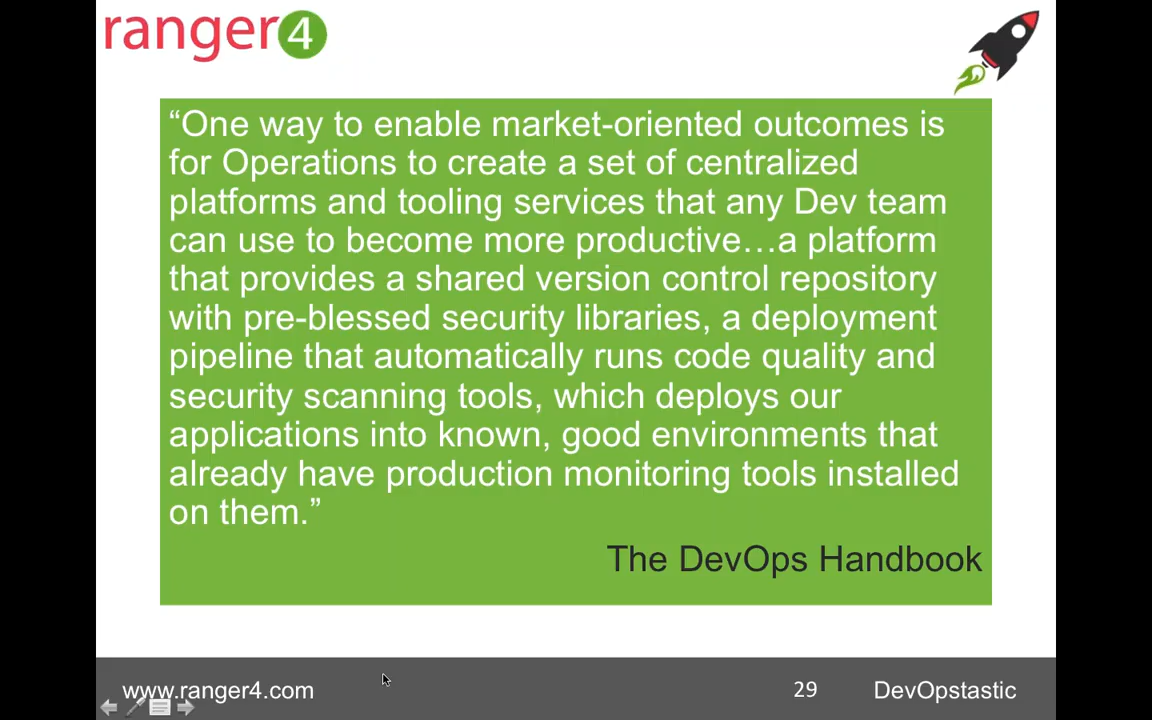 ranger4
“One way to enable market-oriented outcomes is
for Operations to create a set of centralized
platforms and tooling services that any Dev team
can use to become more productive…a platform
that provides a shared version control repository
with pre-blessed security libraries, a deployment
pipeline that automatically runs code quality and
security scanning tools, which deploys our
applications into known, good environments that
already have production monitoring tools installed
on them.”
The DevOps Handbook
www.ranger4.com
29
DevOpstastic